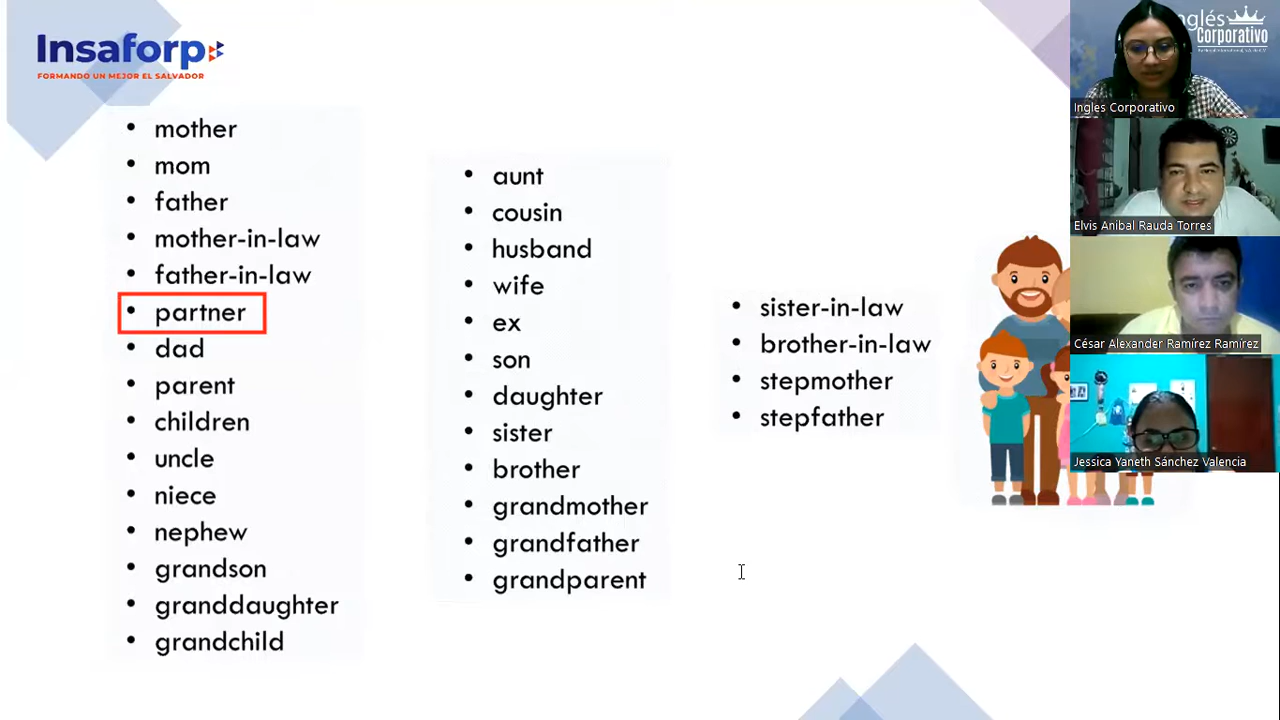 Insaforp
FORMANDO UN MEJOR EL SALVADOR
• mother
• mom
• father
• mother-in-law
• father-in-law
• partner
• dad
• parent
• children
• uncle
• niece
• nephew
• grandson
• granddaughter
• grandchild
• aunt
• cousin
• husband
• wife
• ex
• son
• daughter
• sister
• brother
• grandmother
• grandfather
• grandparent
• sister-in-law
• brother-in-law
• stepmother
• stepfather
Inglés
Corporativo
Ingles Corporativo
Elvis Anibal Rauda Torres
César Alexander Ramírez Ramírez
Jessica Yaneth Sánchez Valencia